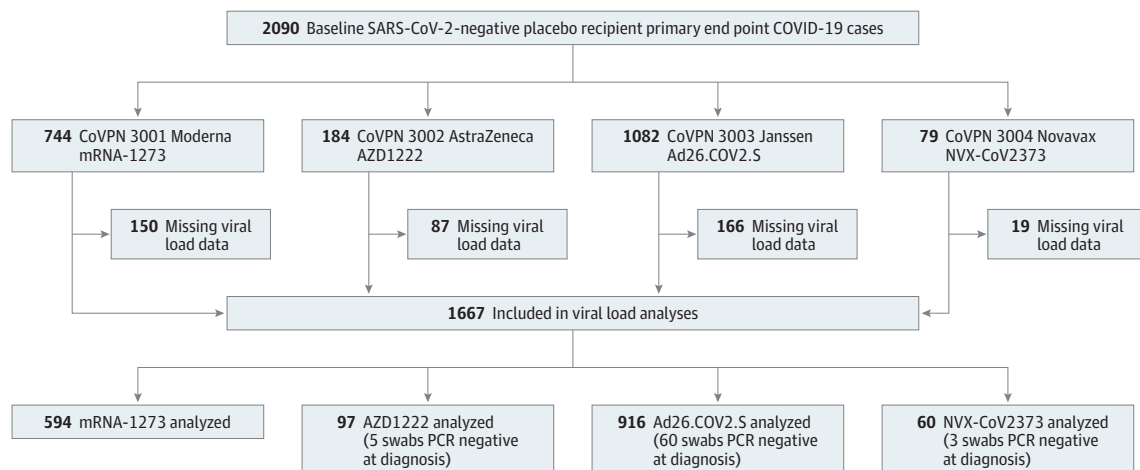 2090 Baseline SARS-CoV-2-negative placebo recipient primary end point COVID-19 cases
744 CoVPN 3001 Moderna
mRNA-1273
184 CoVPN 3002 AstraZeneca
AZD1222
1082 CoVPN 3003 Janssen
Ad26.COV2.S
79 CoVPN 3004 Novavax
NVX-CoV2373
150 Missing viral
load data
87 Missing viral
load data
166 Missing viral
load data
19 Missing viral
load data
1667 Included in viral load analyses
594 mRNA-1273 analyzed
97 AZD1222 analyzed
(5 swabs PCR negative
at diagnosis)
916 Ad26.COV2.S analyzed
(60 swabs PCR negative
at diagnosis)
60 NVX-CoV2373 analyzed
(3 swabs PCR negative
at diagnosis)